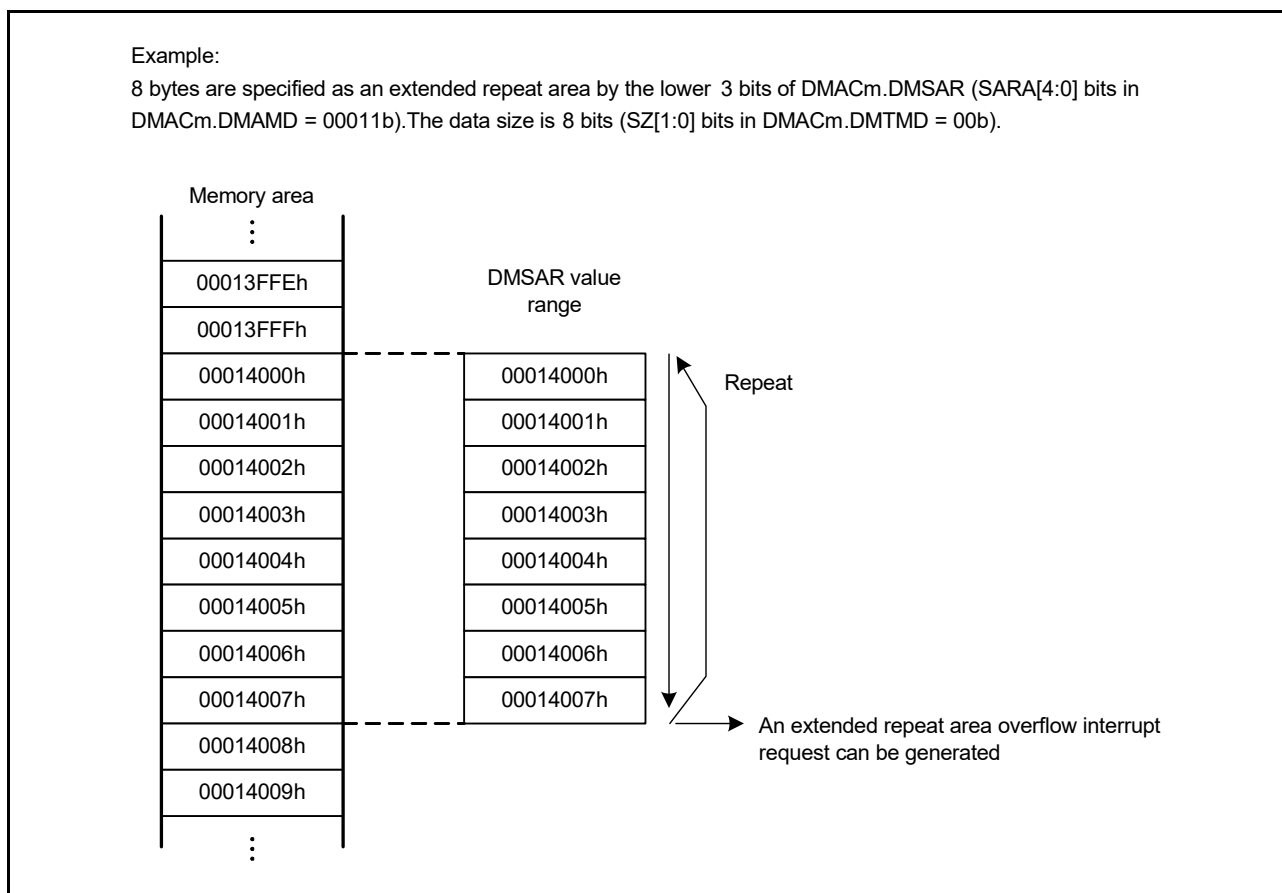 Example:
8 bytes are specified as an extended repeat area by the lower 3 bits of DMACm.DMSAR (SARA[4:0] bits in
DMACm.DMAMD = 00011b).The data size is 8 bits (SZ[1:0] bits in DMACm.DMTMD = 00b).
Memory area
00013FFEh
00013FFFh
00014000h
00014001h
00014002h
00014003h
00014004h
00014005h
00014006h
00014007h
00014008h
00014009h
DMSAR value
range
00014000h
00014001h
00014002h
00014003h
00014004h
00014005h
00014006h
00014007h
Repeat
An extended repeat area overflow interrupt
request can be generated